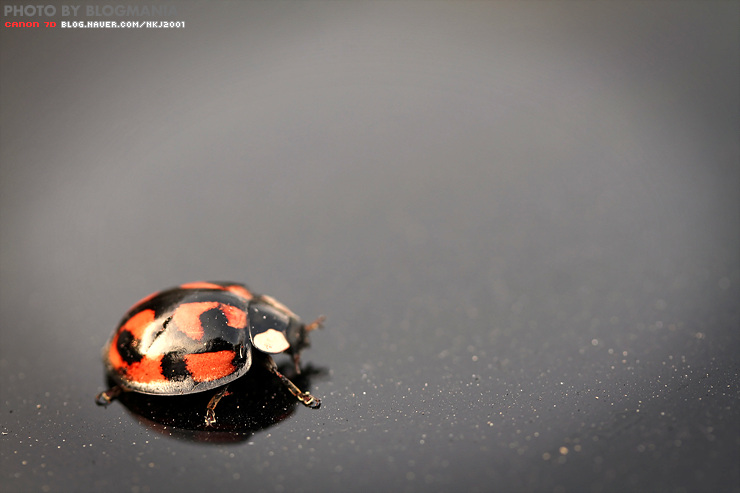 PHOTO BY BLOGMANIA
CANON 7D BLOG.NAVER.COM/NKJ2001